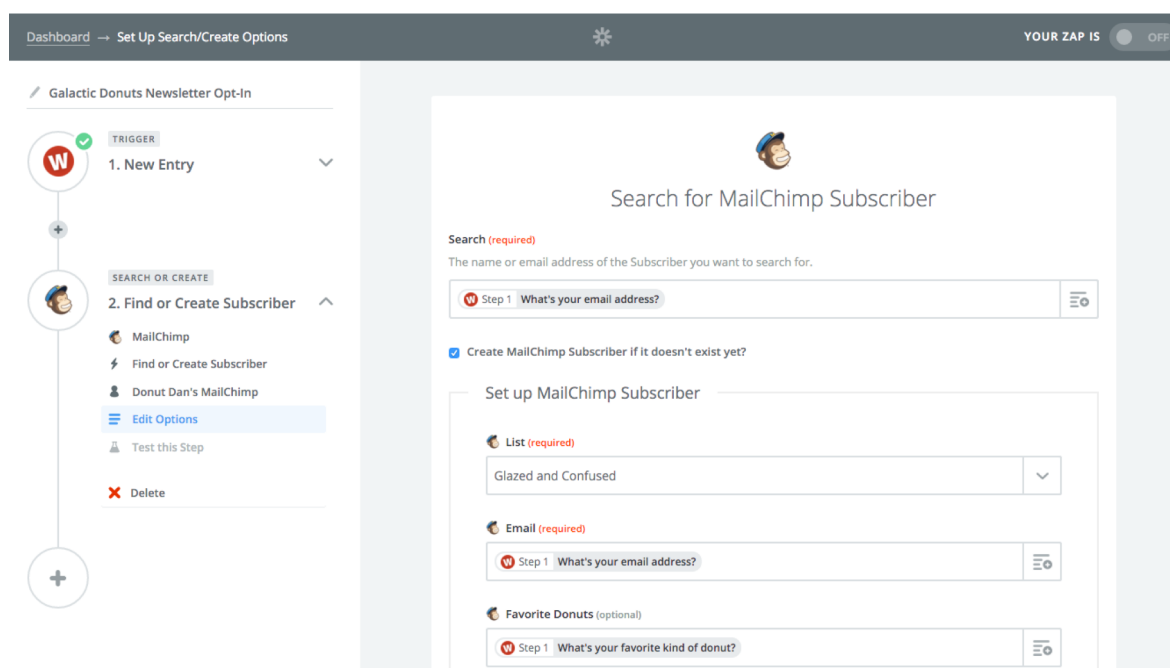 Dashboard → Set Up Search/Create Options
YOUR ZAP IS
OFF
Galactic Donuts Newsletter Opt-In
W
TRIGGER
1. New Entry
+
SEARCH OR CREATE
2. Find or Create Subscriber
MailChimp
Find or Create Subscriber
Donut Dan's MailChimp
Edit Options
Test this Step
Delete
+
Search for MailChimp Subscriber
Search (required)
The name or email address of the Subscriber you want to search for.
W Step 1 What's your email address?
Create MailChimp Subscriber if it doesn't exist yet?
Set up MailChimp Subscriber
List (required)
Glazed and Confused
Email (required)
W Step 1 What's your email address?
Favorite Donuts (optional)
W Step 1 What's your favorite kind of donut?